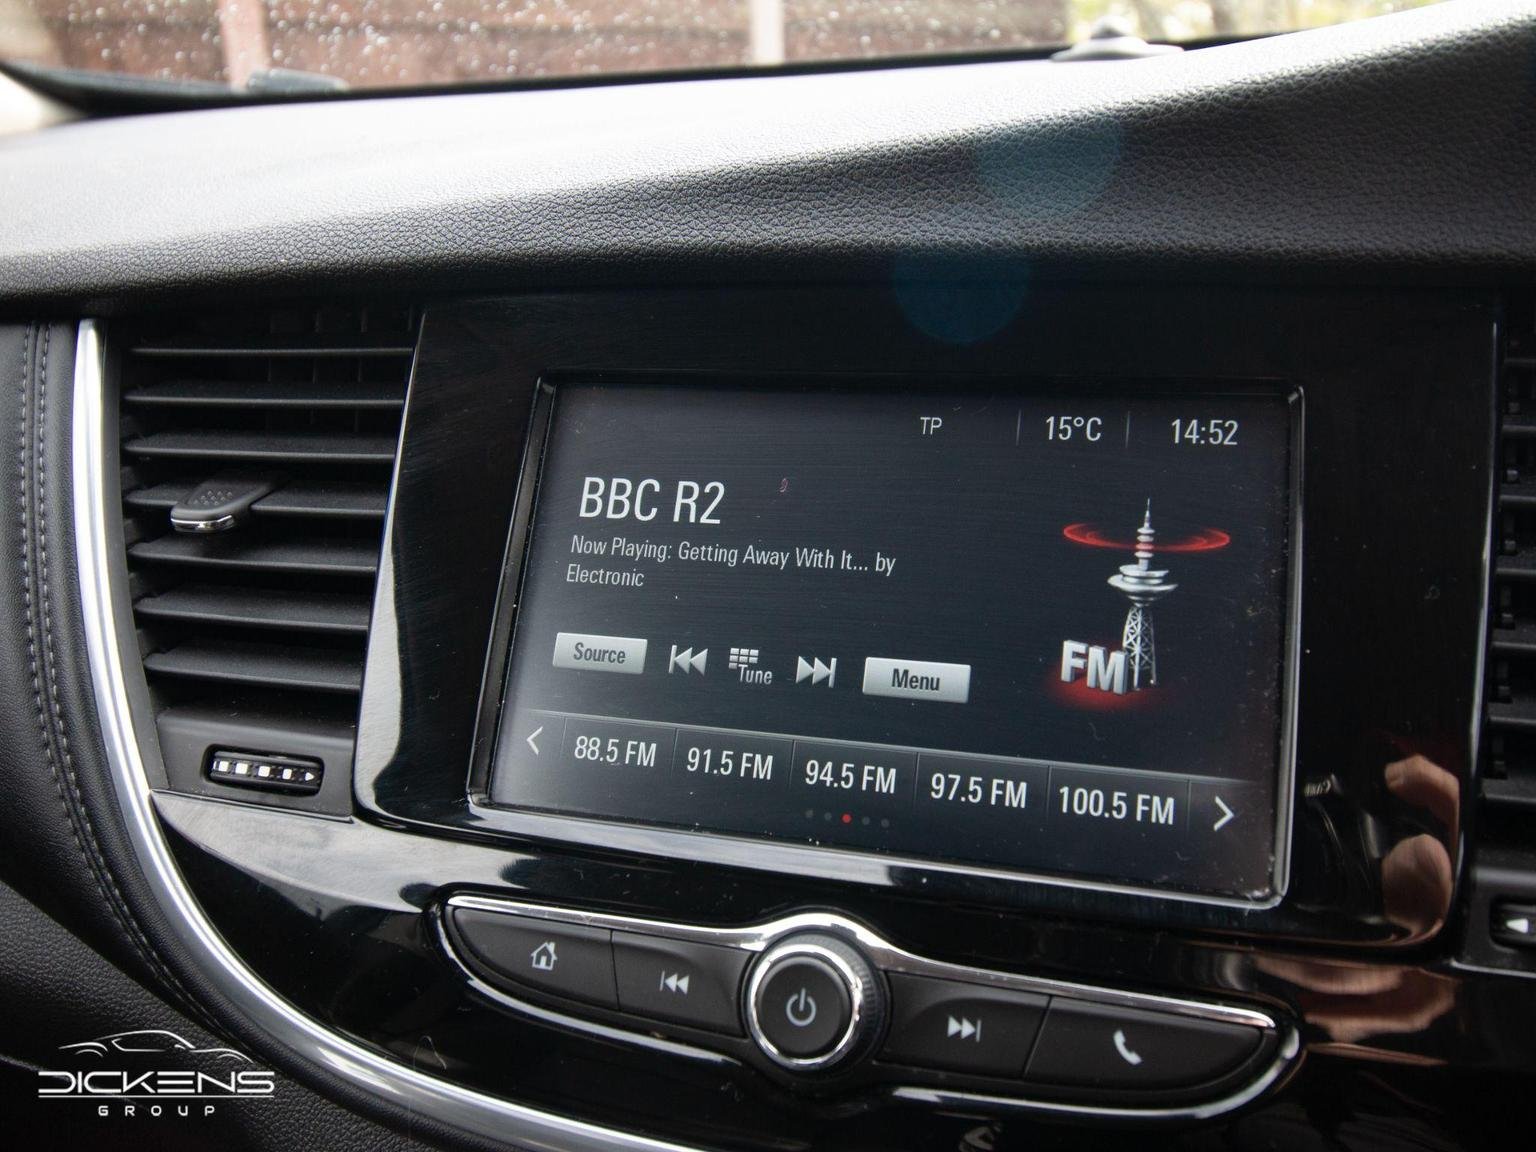 TP 15°C 14:52
BBC R2
Now Playing: Getting Away With It... by
Electronic
Source Tune Menu
FM
88.5 FM 91.5 FM 94.5 FM 97.5 FM 100.5 FM
DICKENS
GROUP